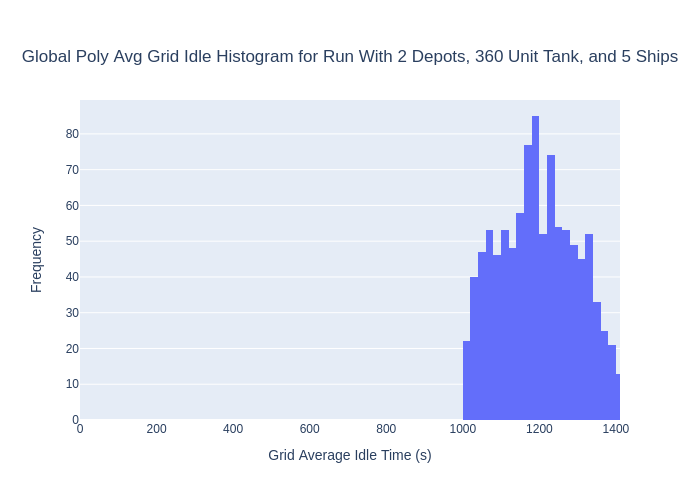 Global Poly Avg Grid Idle Histogram for Run With 2 Depots, 360 Unit Tank, and 5 Ships
80
70
60
50
40
30
20
10
0
0 200 400 600 800 1000 1200 1400
Frequency
Grid Average Idle Time (s)